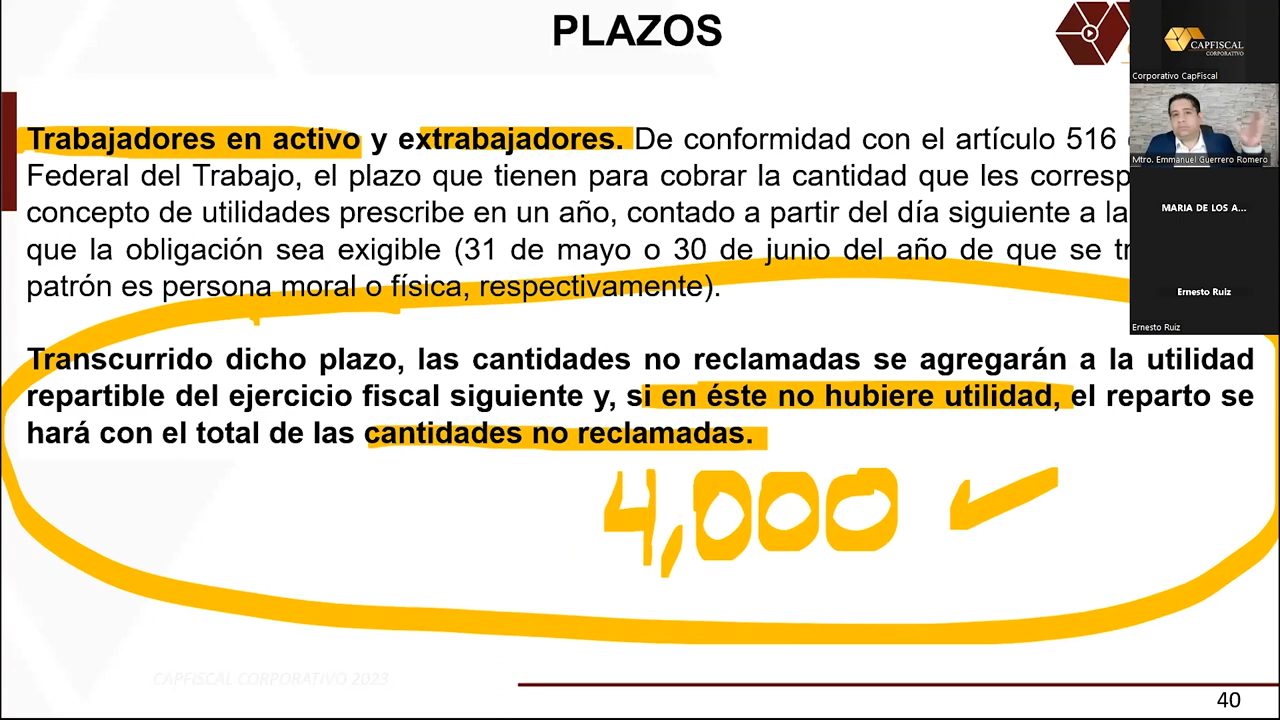 PLAZOS
Trabajadores en activo y extrabajadores. De conformidad con el artículo 516
Federal del Trabajo, el plazo que tienen para cobrar la cantidad que les corresp
concepto de utilidades prescribe en un año, contado a partir del día siguiente a la
que la obligación sea exigible (31 de mayo o 30 de junio del año de que se tr
patrón es persona moral o física, respectivamente).
Transcurrido dicho plazo, las cantidades no reclamadas se agregarán a la utilidad
repartible del ejercicio fiscal siguiente y, si en éste no hubiere utilidad, el reparto se
hará con el total de las cantidades no reclamadas.
4,000
CAPFISCAL CORPORATIVO 2023
40
CAPFISCAL
CORPORATIVO
Corporativo CapFiscal
Mtro. Emmanuel Guerrero Romero
MARIA DE LOS A...
Ernesto Ruiz
Ernesto Ruiz